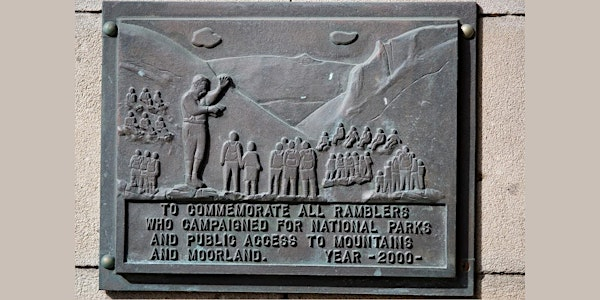 TO COMMEMORATE ALL RAMBLERS
WHO CAMPAIGNED FOR NATIONAL PARKS
AND PUBLIC ACCESS TO MOUNTAINS
AND MOORLAND. YEAR -2000-